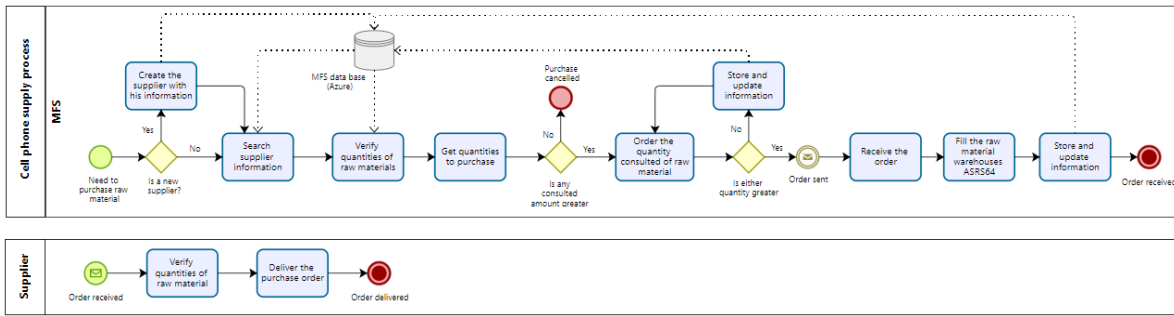 Cell phone supply process
MFS
Create the
supplier with
his information
Yes
No
Need to
purchase raw
material
Is a new
supplier?
Search
supplier
information
MFS data base
(Azure)
Verify
quantities of
raw materials
Get quantities
to purchase
Purchase
cancelled
No
Yes
Is any
consulted
amount greater
Order the
quantity
consulted of raw
material
Store and
update
information
No
Yes
Is either
quantity greater
Order sent
Receive the
order
Fill the raw
material
warehouses
ASRS64
Store and
update
information
Order received
Supplier
Order received
Verify
quantities of
raw material
Deliver the
purchase order
Order delivered